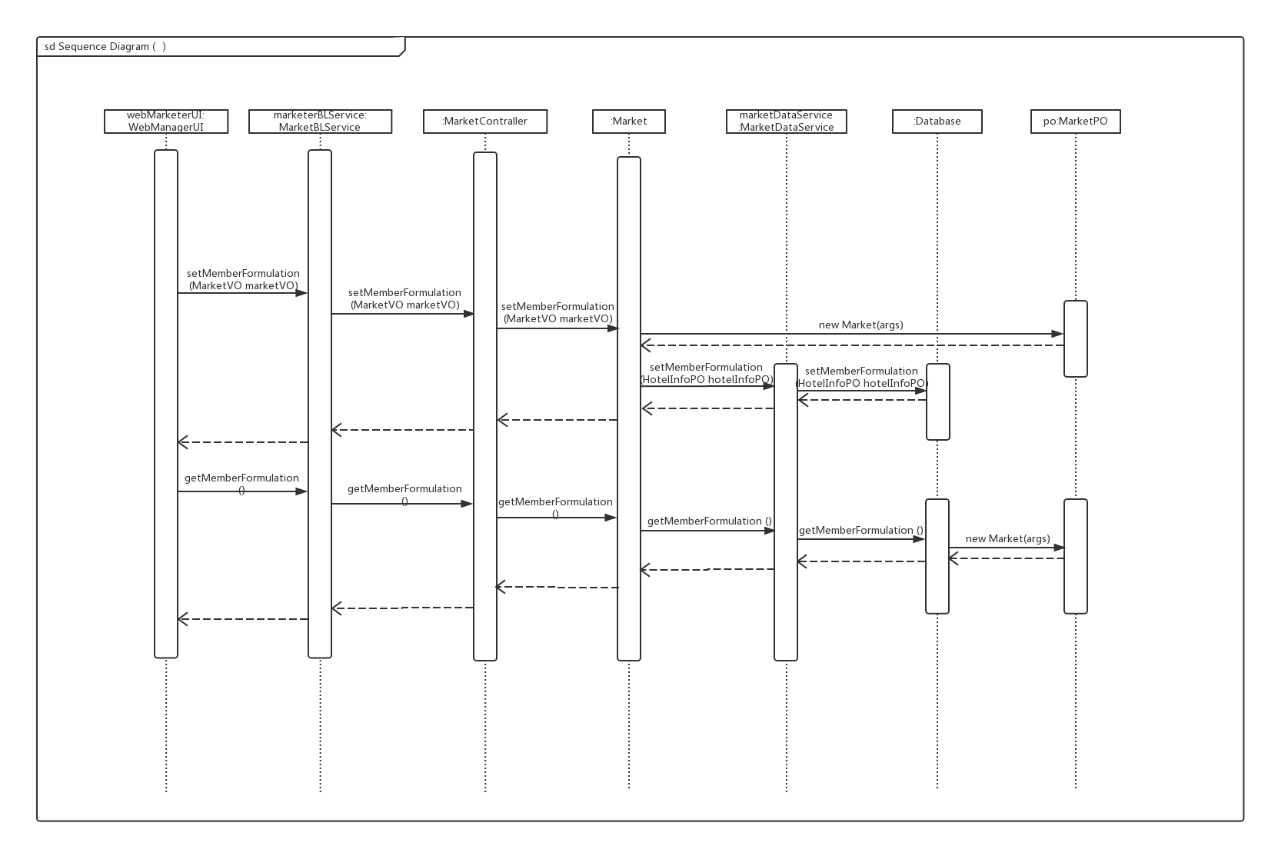 sd Sequence Diagram ( )
webMarketerUI:
WebManagerUI
marketerBLService:
MarketBLService
:MarketContraller
:Market
marketDataService
:MarketDataService
:Database
po:MarketPO
setMemberFormulation
(MarketVO marketVO)
setMemberFormulation
(MarketVO marketVO)
setMemberFormulation
(MarketVO marketVO)
new Market(args)
setMemberFormulation
(HotelInfoPO hotelInfoPO)
setMemberFormulation
(HotelInfoPO hotelInfoPO)
getMemberFormulation
()
getMemberFormulation
()
getMemberFormulation
()
getMemberFormulation ()
getMemberFormulation ()
new Market(args)